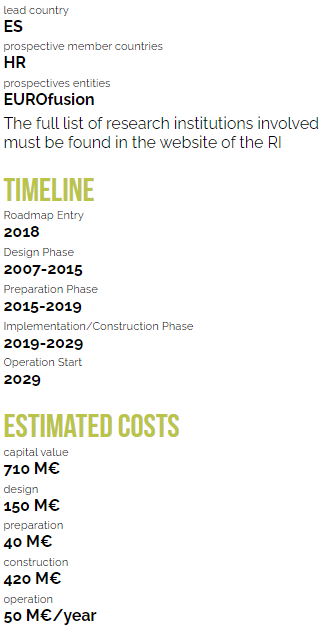 lead country
ES
prospective member countries
HR
prospectives entities
EUROfusion
The full list of research institutions involved
must be found in the website of the RI
TIMELINE
Roadmap Entry
2018
Design Phase
2007-2015
Preparation Phase
2015-2019
Implementation/Construction Phase
2019-2029
Operation Start
2029
ESTIMATED COSTS
capital value
710 M€
design
150 M€
preparation
40 M€
construction
420 M€
operation
50 M€/year